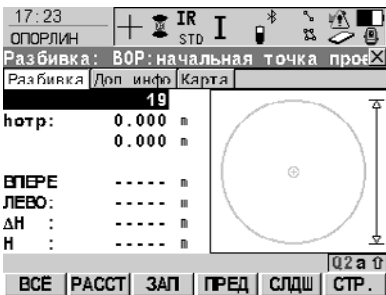 17:23
ОПОРЛИН
IR
STD
I
Разбивка: ВОР:начальная точка прое
Разбивка Доп инфо Карта
19
hотр: 0.000 m
0.000 m
ВПЕРЕ ----- m
ЛЕВО: ----- m
ΔH : ----- m
H : ----- m
Q2a
ВСЁ РАССТ ЗАП ПРЕД СЛДШ СТР.